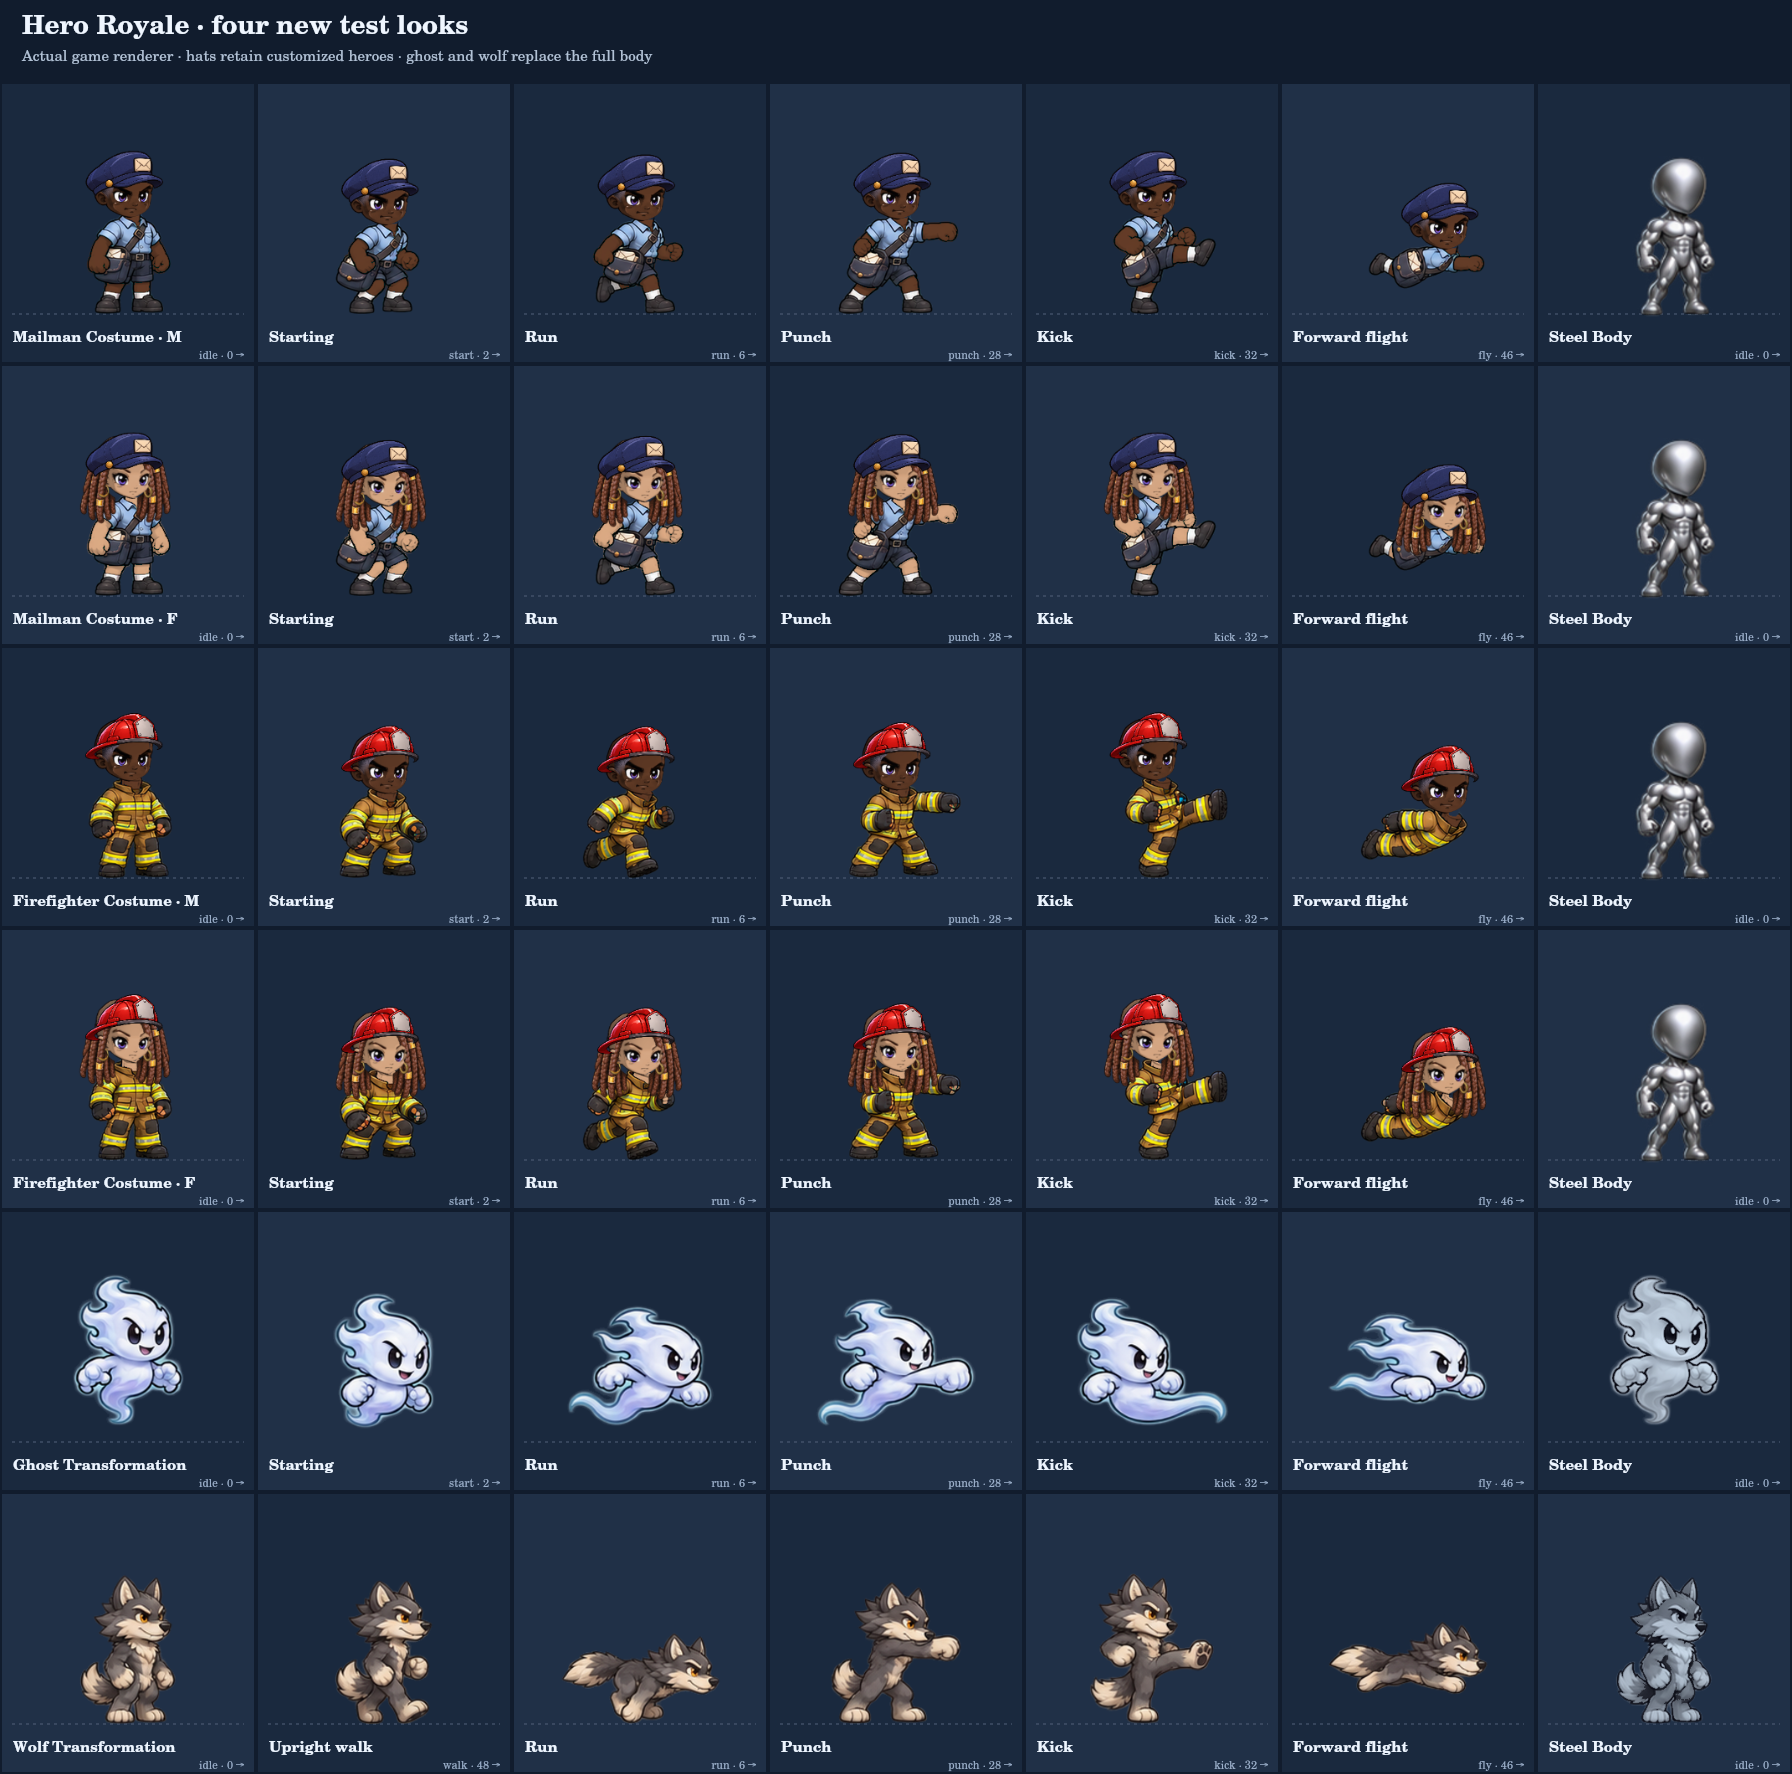 Hero Royale · four new test looks
Actual game renderer · hats retain customized heroes · ghost and wolf replace the full body
Mailman Costume · M
idle · 0 →
Starting
start · 2 →
Run
run · 6 →
Punch
punch · 28 →
Kick
kick · 32 →
Forward flight
fly · 46 →
Steel Body
idle · 0 →
Mailman Costume · F
idle · 0 →
Starting
start · 2 →
Run
run · 6 →
Punch
punch · 28 →
Kick
kick · 32 →
Forward flight
fly · 46 →
Steel Body
idle · 0 →
Firefighter Costume · M
idle · 0 →
Starting
start · 2 →
Run
run · 6 →
Punch
punch · 28 →
Kick
kick · 32 →
Forward flight
fly · 46 →
Steel Body
idle · 0 →
Firefighter Costume · F
idle · 0 →
Starting
start · 2 →
Run
run · 6 →
Punch
punch · 28 →
Kick
kick · 32 →
Forward flight
fly · 46 →
Steel Body
idle · 0 →
Ghost Transformation
idle · 0 →
Starting
start · 2 →
Run
run · 6 →
Punch
punch · 28 →
Kick
kick · 32 →
Forward flight
fly · 46 →
Steel Body
idle · 0 →
Wolf Transformation
idle · 0 →
Upright walk
walk · 48 →
Run
run · 6 →
Punch
punch · 28 →
Kick
kick · 32 →
Forward flight
fly · 46 →
Steel Body
idle · 0 →